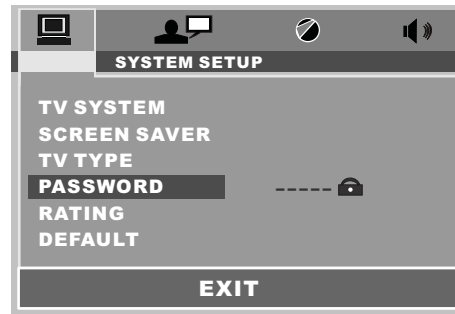 SYSTEM SETUP
TV SYSTEM
SCREEN SAVER
TV TYPE
PASSWORD -----
RATING
DEFAULT
EXIT